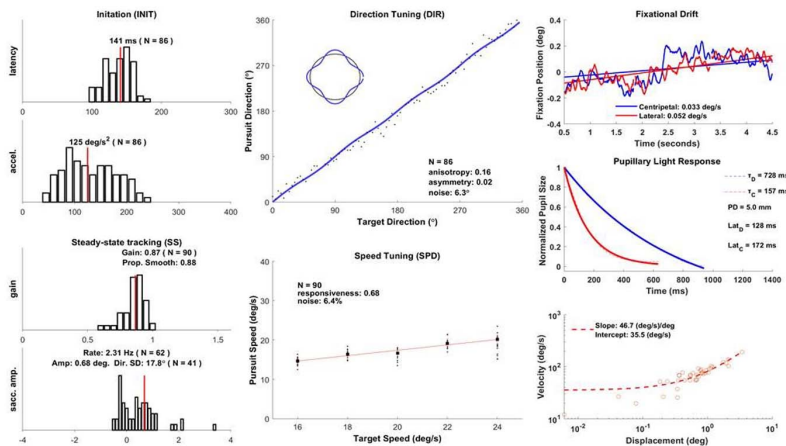 Initation (INIT)
141 ms ( N = 86 )
latency
0 100 200 300
125 deg/s² ( N = 86 )
accel.
0 100 200 300 400
Steady-state tracking (SS)
Gain: 0.87 ( N = 90 )
Prop. Smooth: 0.88
gain
0 0.5 1 1.5
Rate: 2.31 Hz ( N = 62 )
Amp: 0.68 deg. Dir. SD: 17.8° ( N = 41 )
sacc. amp.
-4 -2 0 2 4
Direction Tuning (DIR)
360
270
180
90
0
Pursuit Direction (°)
N = 86
anisotropy: 0.16
asymmetry: 0.02
noise: 6.3°
0 90 180 270 360
Target Direction (°)
Speed Tuning (SPD)
40
30
20
10
0
Pursuit Speed (deg/s)
N = 90
responsiveness: 0.68
noise: 6.4%
16 18 20 22 24
Target Speed (deg/s)
Fixational Drift
0.4
0.2
0
-0.2
-0.4
Fixation Position (deg)
Centripetal: 0.033 deg/s
Lateral: 0.052 deg/s
0.5 1 1.5 2 2.5 3 3.5 4 4.5
Time (seconds)
Pupillary Light Response
1
0.8
0.6
0.4
0.2
0
Normalized Pupil Size
τD = 728 ms
τC = 157 ms
PD = 5.0 mm
LatD = 128 ms
LatC = 172 ms
0 200 400 600 800 1000 1200 1400
Time (ms)
10³
10²
10¹
Velocity (deg/s)
Slope: 46.7 (deg/s)/deg
Intercept: 35.5 (deg/s)
10⁻² 10⁻¹ 10⁰ 10¹
Displacement (deg)